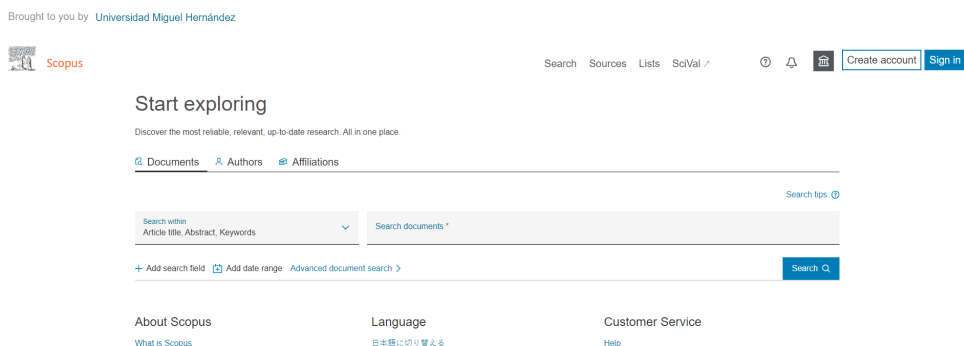 Brought to you by Universidad Miguel Hernández
Scopus
Search Sources Lists SciVal ↗ Create account Sign in
Start exploring
Discover the most reliable, relevant, up-to-date research. All in one place.
Documents Authors Affiliations
Search tips
Search within
Article title, Abstract, Keywords
Search documents *
+ Add search field Add date range Advanced document search >
Search
About Scopus Language Customer Service
What is Scopus 日本語に切り替える Help